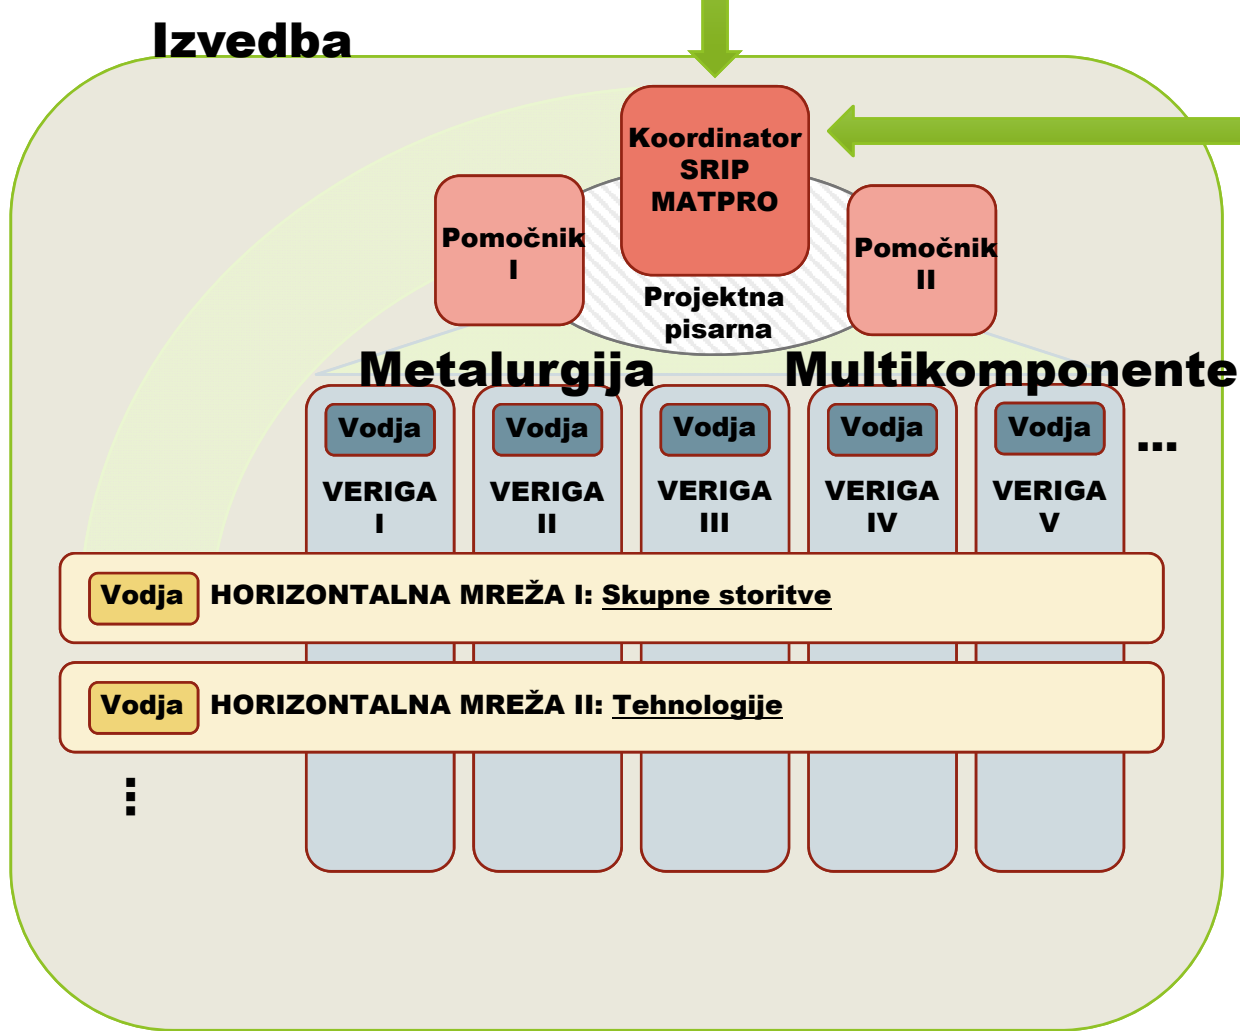 Izvedba
Koordinator
SRIP
MATPRO
Pomočnik
I
Pomočnik
II
Projektna
pisarna
Metalurgija
Multikomponente
Vodja
Vodja
Vodja
Vodja
Vodja
...
VERIGA
I
VERIGA
II
VERIGA
III
VERIGA
IV
VERIGA
V
Vodja HORIZONTALNA MREŽA I: Skupne storitve
Vodja HORIZONTALNA MREŽA II: Tehnologije
...